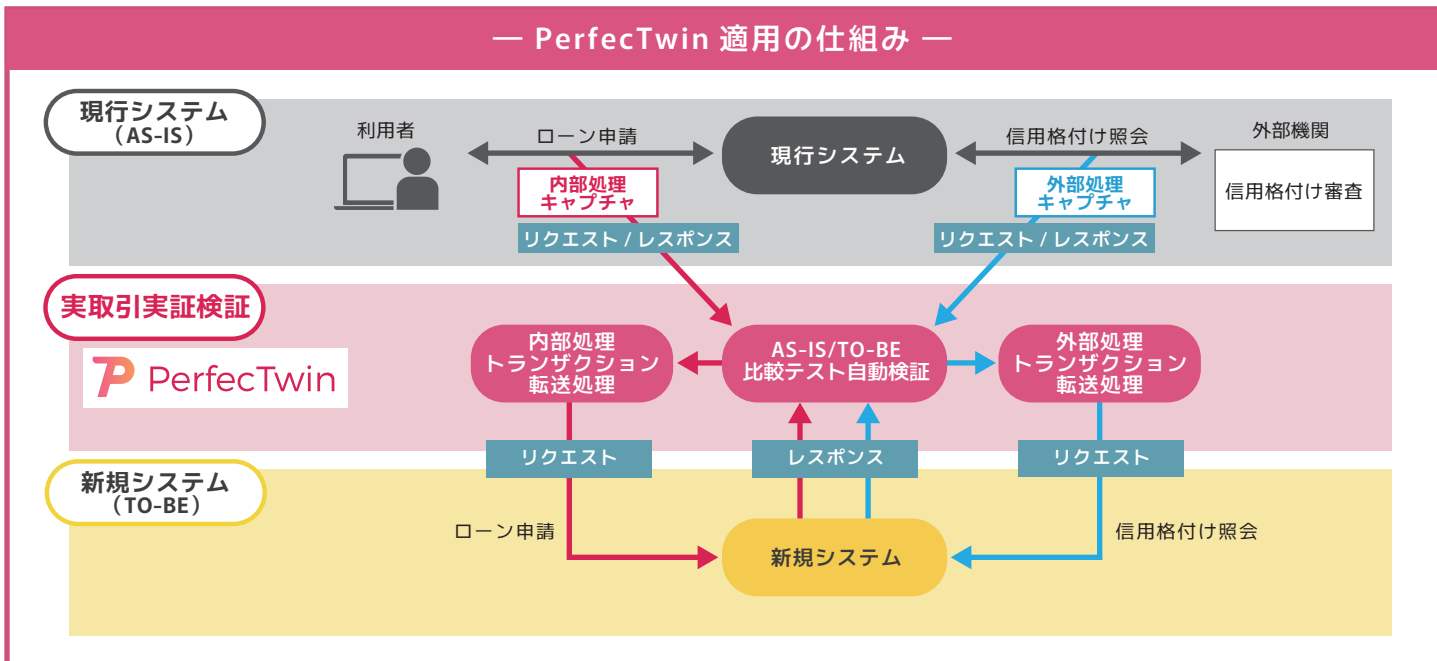 — PerfecTwin 適用の仕組み —
現行システム
（AS-IS）
利用者
ローン申請
現行システム
信用格付け照会
外部機関
内部処理
キャプチャ
外部処理
キャプチャ
信用格付け審査
リクエスト / レスポンス
リクエスト / レスポンス
実取引実証検証
PerfecTwin
内部処理
トランザクション
転送処理
AS-IS/TO-BE
比較テスト自動検証
外部処理
トランザクション
転送処理
リクエスト
レスポンス
リクエスト
新規システム
（TO-BE）
ローン申請
新規システム
信用格付け照会